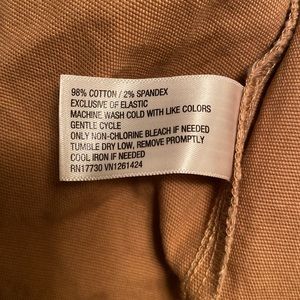 98% COTTON / 2% SPANDEX
EXCLUSIVE OF ELASTIC
MACHINE WASH COLD WITH LIKE COLORS
GENTLE CYCLE
ONLY NON-CHLORINE BLEACH IF NEEDED
TUMBLE DRY LOW, REMOVE PROMPTLY
COOL IRON IF NEEDED
RN17730 VN1261424